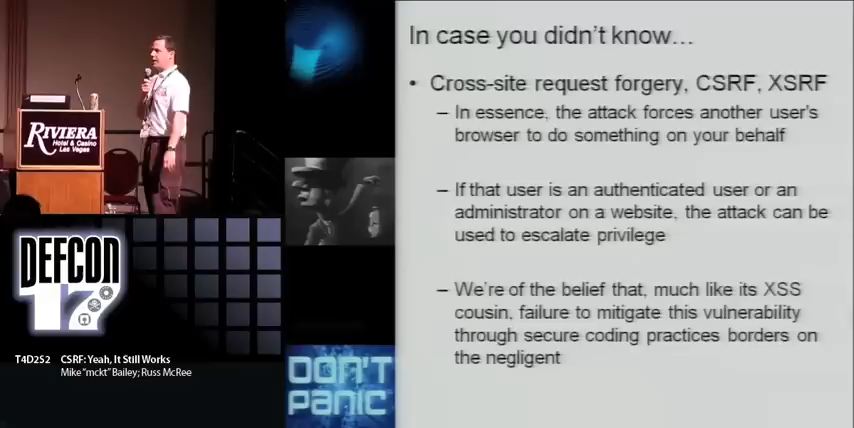 In case you didn't know...
• Cross-site request forgery, CSRF, XSRF
– In essence, the attack forces another user's
browser to do something on your behalf
– If that user is an authenticated user or an
administrator on a website, the attack can be
used to escalate privilege
– We're of the belief that, much like its XSS
cousin, failure to mitigate this vulnerability
through secure coding practices borders on
the negligent
RIVIERA
Hotel & Casino
Las Vegas
DEFCON
17
T4D252 CSRF: Yeah, It Still Works
Mike "mckt" Bailey; Russ McRee
DON'T
PANIC